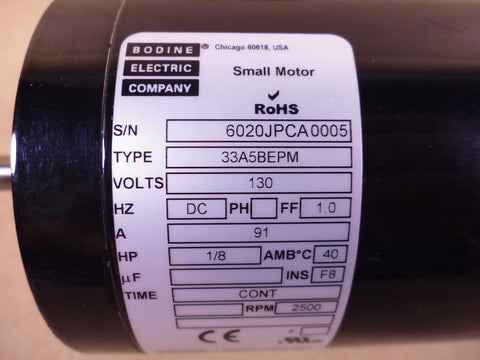 BODINE ® Chicago 60618, USA
ELECTRIC Small Motor
COMPANY
RoHS
S/N 6020JPCA0005
TYPE 33A5BEPM
VOLTS 130
HZ DC PH FF 1.0
A 91
HP 1/8 AMB°C 40
µF INS F8
TIME CONT
RPM 2500
CE